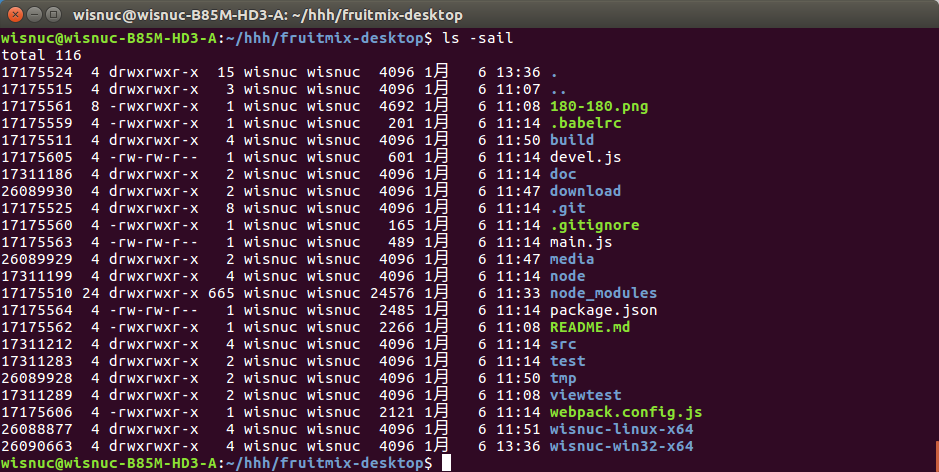 wisnuc@wisnuc-B85M-HD3-A: ~/hhh/fruitmix-desktop
wisnuc@wisnuc-B85M-HD3-A:~/hhh/fruitmix-desktop$ ls -sail
total 116
17175524  4 drwxrwxr-x  15 wisnuc wisnuc  4096 1月   6 13:36 .
17175515  4 drwxrwxr-x   3 wisnuc wisnuc  4096 1月   6 11:07 ..
17175561  8 -rwxrwxr-x   1 wisnuc wisnuc  4692 1月   6 11:08 180-180.png
17175559  4 -rwxrwxr-x   1 wisnuc wisnuc   201 1月   6 11:14 .babelrc
17175511  4 drwxrwxr-x   4 wisnuc wisnuc  4096 1月   6 11:50 build
17175605  4 -rw-rw-r--   1 wisnuc wisnuc   601 1月   6 11:14 devel.js
17311186  4 drwxrwxr-x   2 wisnuc wisnuc  4096 1月   6 11:14 doc
26089930  4 drwxrwxr-x   2 wisnuc wisnuc  4096 1月   6 11:47 download
17175525  4 drwxrwxr-x   8 wisnuc wisnuc  4096 1月   6 11:14 .git
17175560  4 -rwxrwxr-x   1 wisnuc wisnuc   165 1月   6 11:14 .gitignore
17175563  4 -rw-rw-r--   1 wisnuc wisnuc   489 1月   6 11:14 main.js
26089929  4 drwxrwxr-x   2 wisnuc wisnuc  4096 1月   6 11:47 media
17311199  4 drwxrwxr-x   4 wisnuc wisnuc  4096 1月   6 11:14 node
17175510 24 drwxrwxr-x 665 wisnuc wisnuc 24576 1月   6 11:33 node_modules
17175564  4 -rw-rw-r--   1 wisnuc wisnuc  2485 1月   6 11:14 package.json
17175562  4 -rwxrwxr-x   1 wisnuc wisnuc  2266 1月   6 11:08 README.md
17311212  4 drwxrwxr-x   4 wisnuc wisnuc  4096 1月   6 11:14 src
17311283  4 drwxrwxr-x   2 wisnuc wisnuc  4096 1月   6 11:14 test
26089928  4 drwxrwxr-x   2 wisnuc wisnuc  4096 1月   6 11:50 tmp
17311289  4 drwxrwxr-x   2 wisnuc wisnuc  4096 1月   6 11:08 viewtest
17175606  4 -rwxrwxr-x   1 wisnuc wisnuc  2121 1月   6 11:14 webpack.config.js
26088877  4 drwxrwxr-x   4 wisnuc wisnuc  4096 1月   6 11:51 wisnuc-linux-x64
26090663  4 drwxrwxr-x   4 wisnuc wisnuc  4096 1月   6 13:36 wisnuc-win32-x64
wisnuc@wisnuc-B85M-HD3-A:~/hhh/fruitmix-desktop$